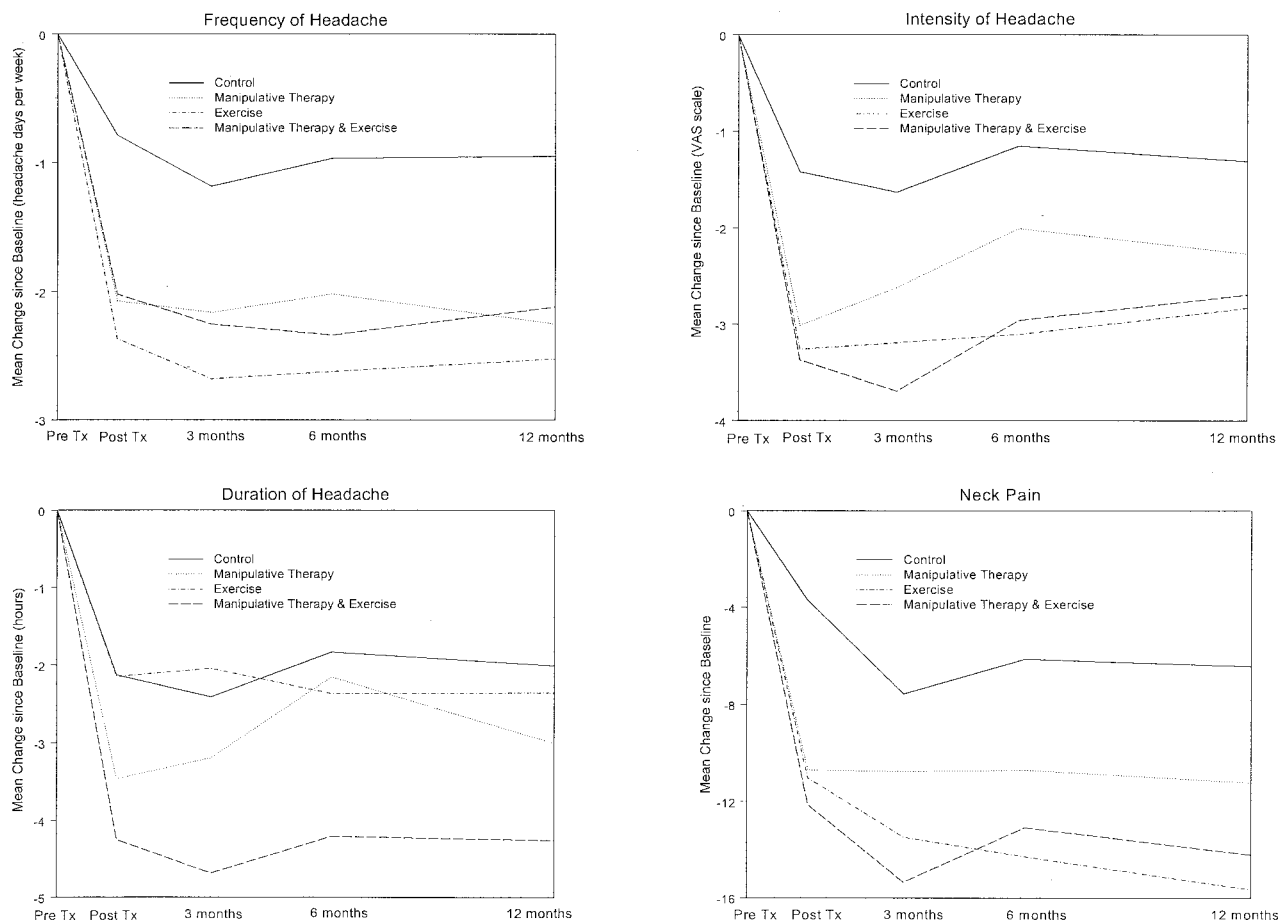 Frequency of Headache
Mean Change since Baseline (headache days per week)
0
-1
-2
-3
Control
Manipulative Therapy
Exercise
Manipulative Therapy & Exercise
Pre Tx Post Tx 3 months 6 months 12 months
Intensity of Headache
Mean Change since Baseline (VAS scale)
0
-1
-2
-3
-4
Control
Manipulative Therapy
Exercise
Manipulative Therapy & Exercise
Pre Tx Post Tx 3 months 6 months 12 months
Duration of Headache
Mean Change since Baseline (hours)
0
-1
-2
-3
-4
-5
Control
Manipulative Therapy
Exercise
Manipulative Therapy & Exercise
Pre Tx Post Tx 3 months 6 months 12 months
Neck Pain
Mean Change since Baseline
0
-4
-8
-12
-16
Control
Manipulative Therapy
Exercise
Manipulative Therapy & Exercise
Pre Tx Post Tx 3 months 6 months 12 months